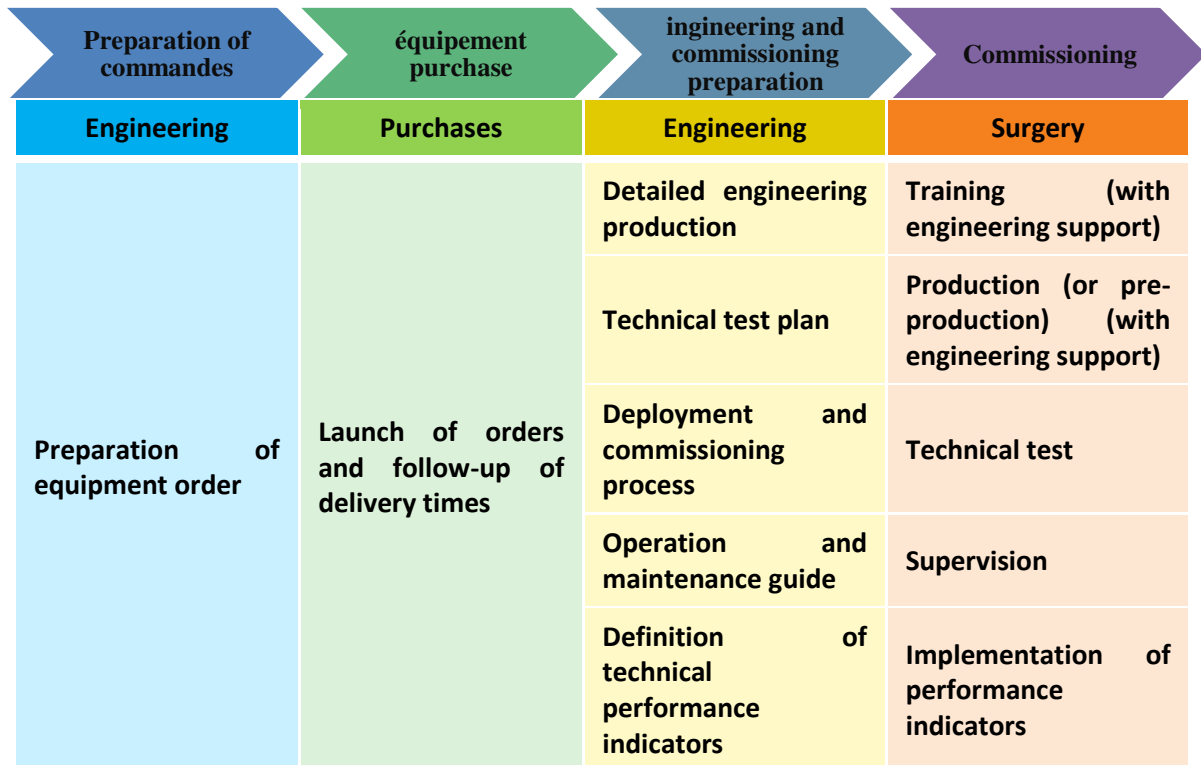 Preparation of
commandes
équipement
purchase
ingineering and
commissioning
preparation
Commissioning
Engineering
Purchases
Engineering
Surgery
Preparation of
equipment order
Launch of orders
and follow-up of
delivery times
Detailed engineering
production
Technical test plan
Deployment and
commissioning
process
Operation and
maintenance guide
Definition of
technical
performance
indicators
Training (with
engineering support)
Production (or pre-
production) (with
engineering support)
Technical test
Supervision
Implementation of
performance
indicators